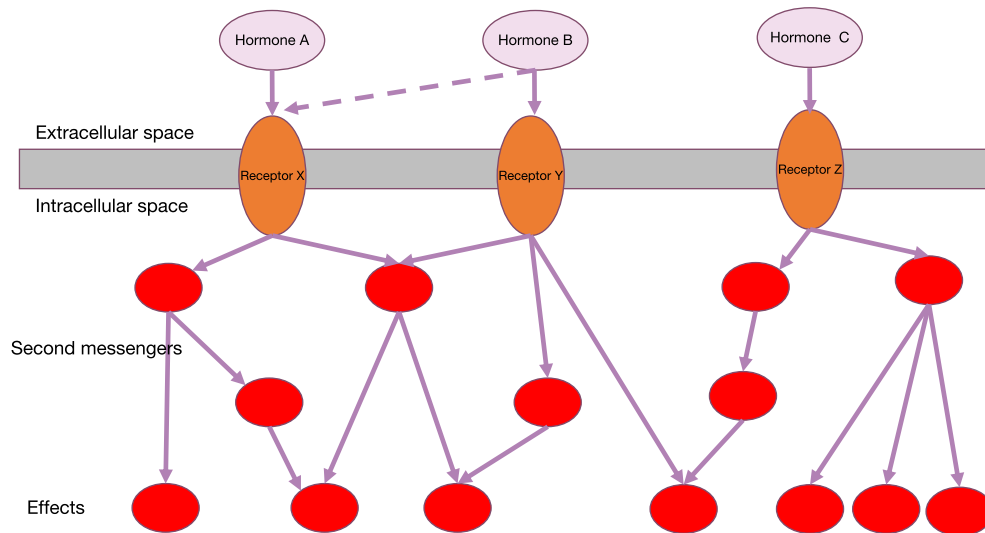 Hormone A
Hormone B
Hormone  C
Extracellular space
Receptor X
Receptor Y
Receptor Z
Intracellular space
Second messengers
Effects